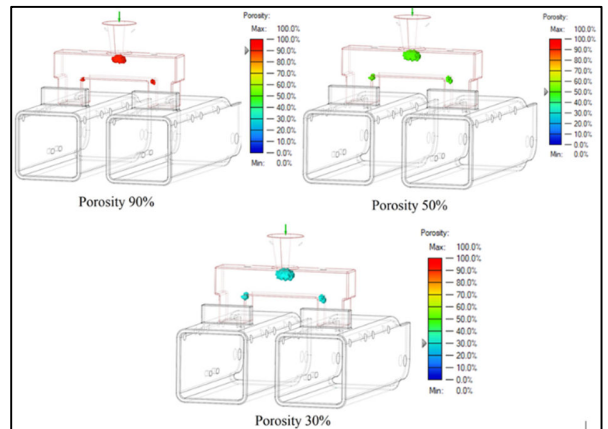 Porosity:
Max: 100.0%
100.0%
90.0%
80.0%
70.0%
60.0%
50.0%
40.0%
30.0%
20.0%
10.0%
0.0%
Min: 0.0%
Porosity 90%
Porosity:
Max: 100.0%
100.0%
90.0%
80.0%
70.0%
60.0%
50.0%
40.0%
30.0%
20.0%
10.0%
0.0%
Min: 0.0%
Porosity 50%
Porosity:
Max: 100.0%
100.0%
90.0%
80.0%
70.0%
60.0%
50.0%
40.0%
30.0%
20.0%
10.0%
0.0%
Min: 0.0%
Porosity 30%